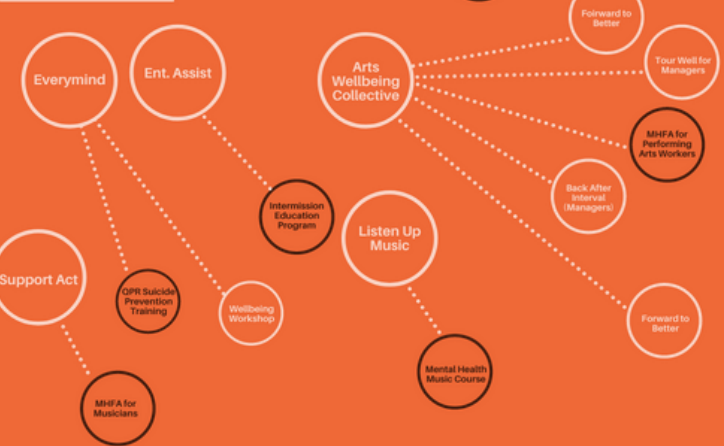 Foirward to
Better
Everymind
Ent. Assist
Arts
Wellbeing
Collective
Tour Well for
Managers
MHFA for
Performing
Arts Workers
Back After
Interval
(Managers)
Intermission
Education
Program
Listen Up
Music
Support Act
QPR Suicide
Prevention
Training
Wellbeing
Workshop
Forward to
Better
Mental Health
Music Course
MHFA for
Musicians